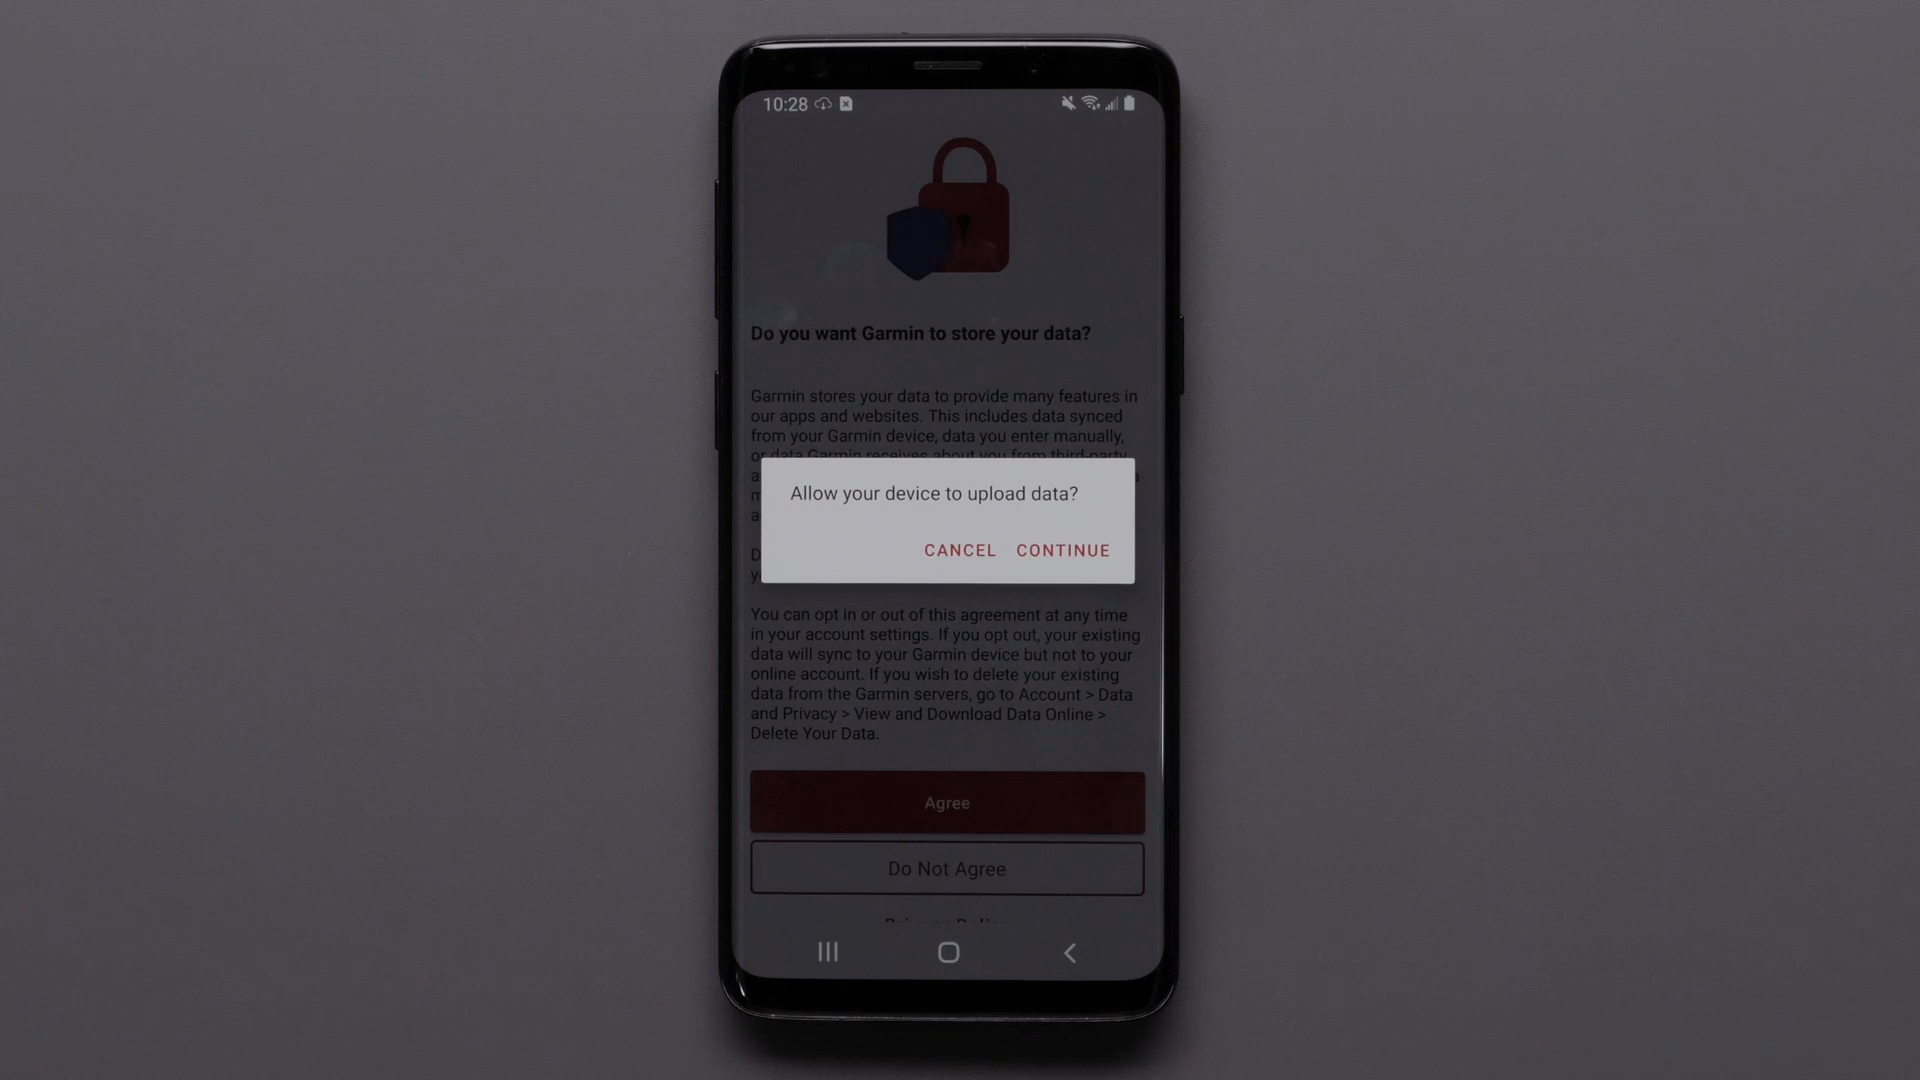 10:28
Do you want Garmin to store your data?
Garmin stores your data to provide many features in
our apps and websites. This includes data synced
from your Garmin device, data you enter manually,
or data Garmin receives about you from third-party
Allow your device to upload data?
CANCEL CONTINUE
You can opt in or out of this agreement at any time
in your account settings. If you opt out, your existing
data will sync to your Garmin device but not to your
online account. If you wish to delete your existing
data from the Garmin servers, go to Account > Data
and Privacy > View and Download Data Online >
Delete Your Data.
Agree
Do Not Agree
Privacy Policy